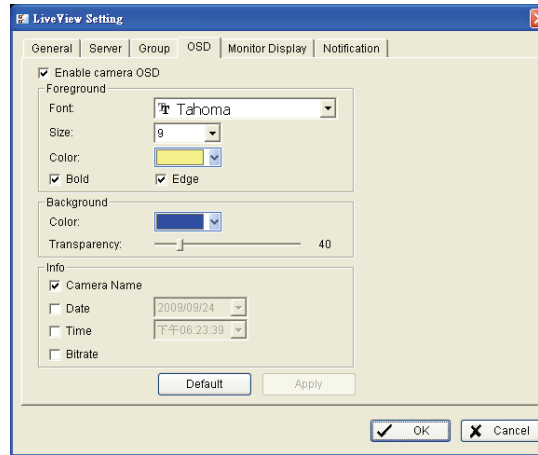 LiveView Setting
General Server Group OSD Monitor Display Notification
Enable camera OSD
Foreground
Font: Tahoma
Size: 9
Color:
Bold Edge
Background
Color:
Transparency: 40
Info
Camera Name
Date 2009/09/24
Time 下午06:23:39
Bitrate
Default Apply
OK Cancel